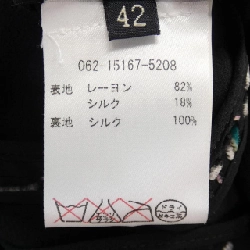 42
062-15167-5208
表地 レーヨン 82%
シルク 18%
裏地 シルク 100%